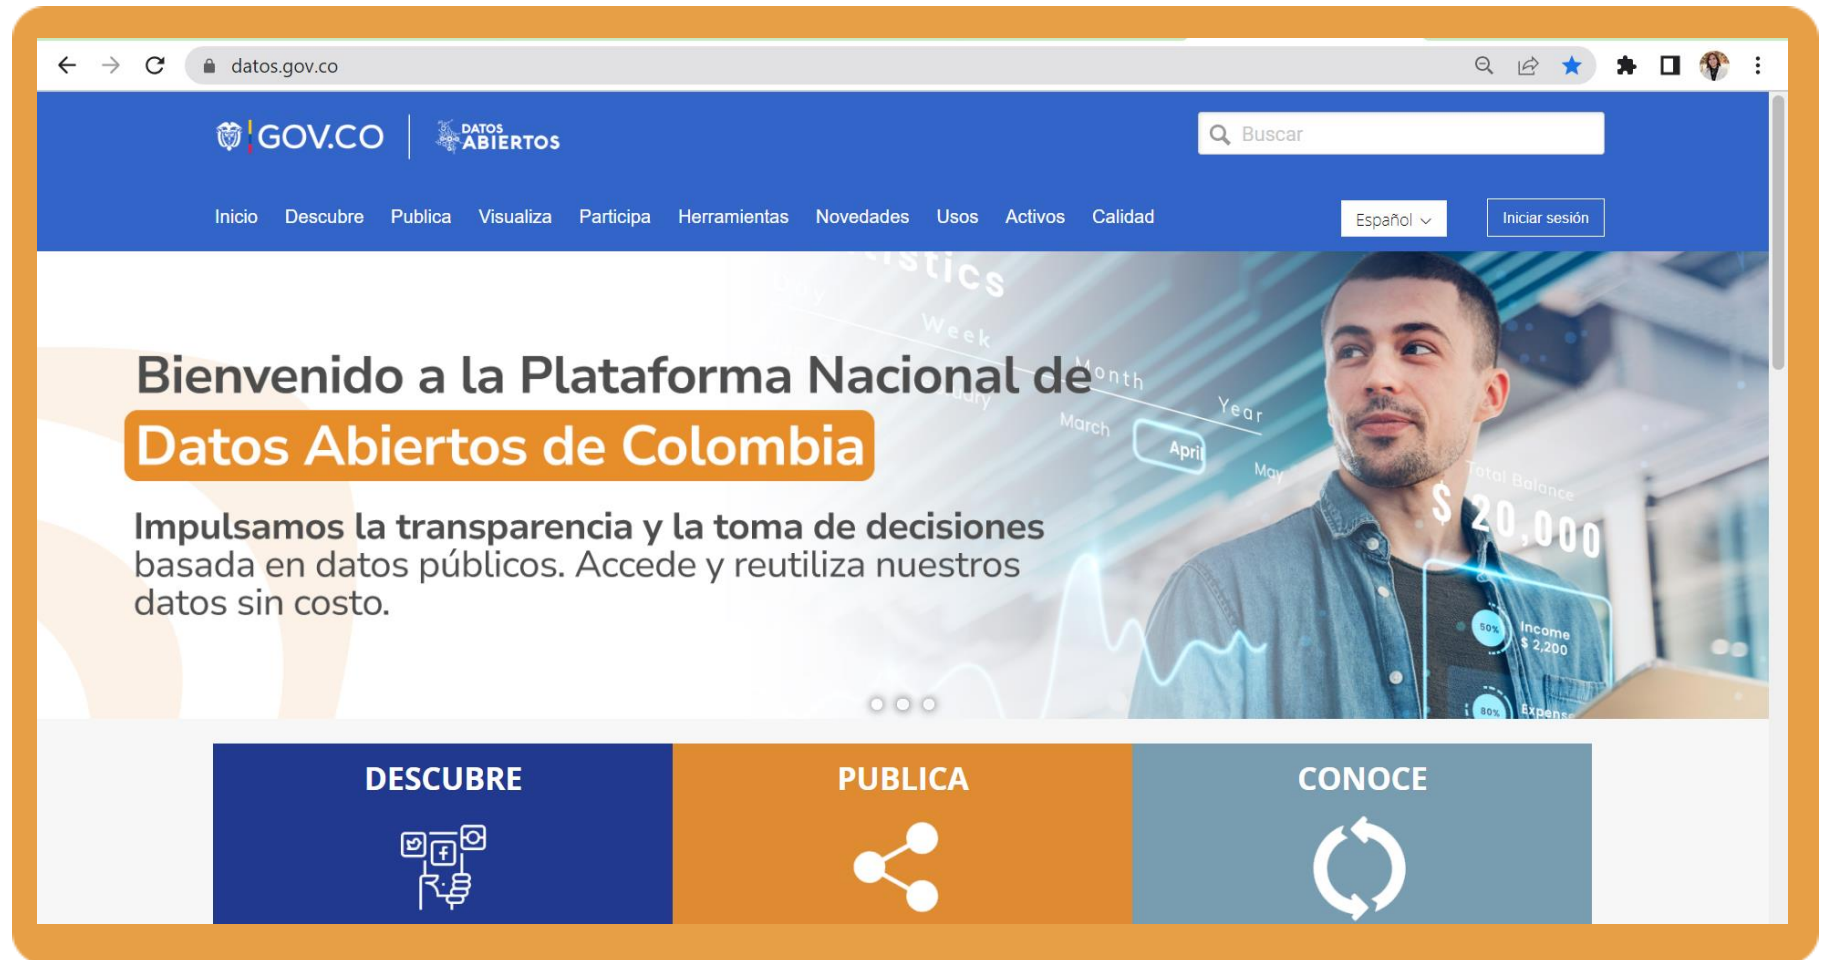 datos.gov.co
GOV.CO
DATOS
ABIERTOS
Buscar
Inicio Descubre Publica Visualiza Participa Herramientas Novedades Usos Activos Calidad
Español
Iniciar sesión
Week
Month
Year
March
April
May
Bienvenido a la Plataforma Nacional de
Datos Abiertos de Colombia
Impulsamos la transparencia y la toma de decisiones
basada en datos públicos. Accede y reutiliza nuestros
datos sin costo.
Total Balance
$ 20,000
50%
Income
$ 2,200
80%
DESCUBRE
PUBLICA
CONOCE